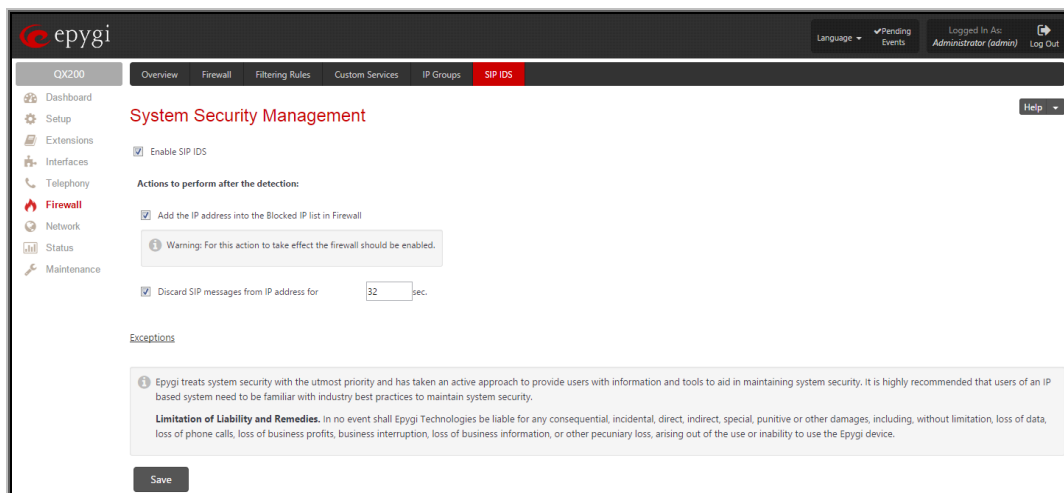 epygi
Language
Pending
Events
Logged In As:
Administrator (admin)
Log Out
QX200
Overview
Firewall
Filtering Rules
Custom Services
IP Groups
SIP IDS
Dashboard
Setup
Extensions
Interfaces
Telephony
Firewall
Network
Status
Maintenance
Help
System Security Management
Enable SIP IDS
Actions to perform after the detection:
Add the IP address into the Blocked IP list in Firewall
Warning: For this action to take effect the firewall should be enabled.
Discard SIP messages from IP address for 32 sec.
Exceptions
Epygi treats system security with the utmost priority and has taken an active approach to provide users with information and tools to aid in maintaining system security. It is highly recommended that users of an IP
based system need to be familiar with industry best practices to maintain system security.
Limitation of Liability and Remedies. In no event shall Epygi Technologies be liable for any consequential, incidental, direct, indirect, special, punitive or other damages, including, without limitation, loss of data,
loss of phone calls, loss of business profits, business interruption, loss of business information, or other pecuniary loss, arising out of the use or inability to use the Epygi device.
Save